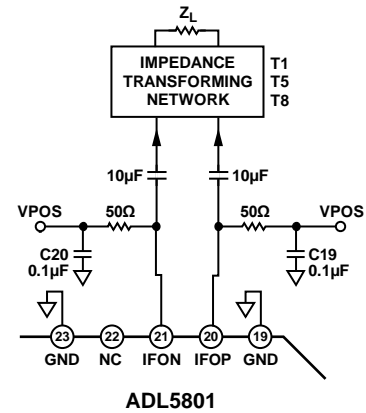 ZL
IMPEDANCE
TRANSFORMING
NETWORK
T1
T5
T8
10µF
10µF
VPOS
50Ω
50Ω
VPOS
C20
0.1µF
C19
0.1µF
23
22
21
20
19
GND
NC
IFON
IFOP
GND
ADL5801